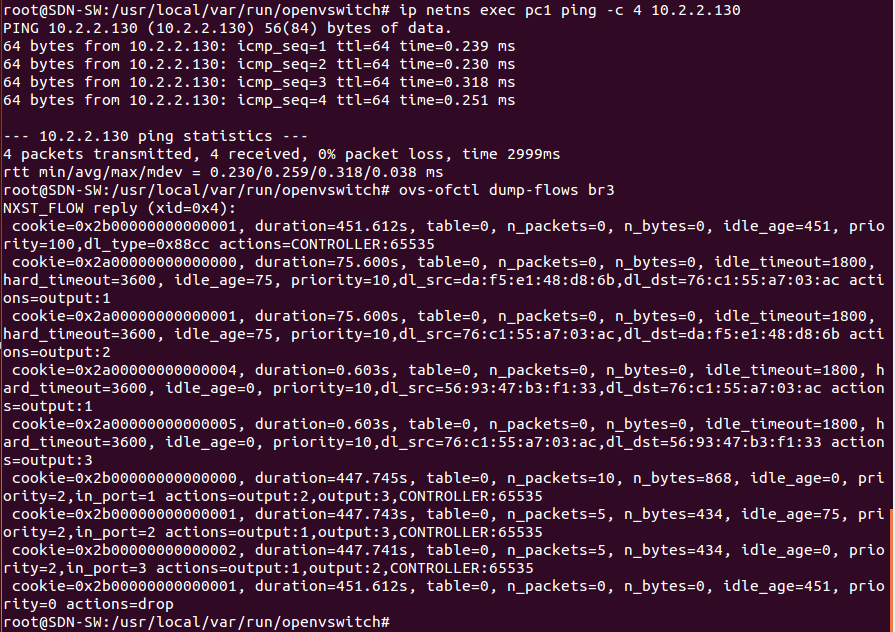 root@SDN-SW:/usr/local/var/run/openvswitch# ip netns exec pc1 ping -c 4 10.2.2.130
PING 10.2.2.130 (10.2.2.130) 56(84) bytes of data.
64 bytes from 10.2.2.130: icmp_seq=1 ttl=64 time=0.239 ms
64 bytes from 10.2.2.130: icmp_seq=2 ttl=64 time=0.230 ms
64 bytes from 10.2.2.130: icmp_seq=3 ttl=64 time=0.318 ms
64 bytes from 10.2.2.130: icmp_seq=4 ttl=64 time=0.251 ms
--- 10.2.2.130 ping statistics ---
4 packets transmitted, 4 received, 0% packet loss, time 2999ms
rtt min/avg/max/mdev = 0.230/0.259/0.318/0.038 ms
root@SDN-SW:/usr/local/var/run/openvswitch# ovs-ofctl dump-flows br3
NXST_FLOW reply (xid=0x4):
 cookie=0x2b00000000000001, duration=451.612s, table=0, n_packets=0, n_bytes=0, idle_age=451, prio
rity=100,dl_type=0x88cc actions=CONTROLLER:65535
 cookie=0x2a00000000000000, duration=75.600s, table=0, n_packets=0, n_bytes=0, idle_timeout=1800, 
hard_timeout=3600, idle_age=75, priority=10,dl_src=da:f5:e1:48:d8:6b,dl_dst=76:c1:55:a7:03:ac acti
ons=output:1
 cookie=0x2a00000000000001, duration=75.600s, table=0, n_packets=0, n_bytes=0, idle_timeout=1800, 
hard_timeout=3600, idle_age=75, priority=10,dl_src=76:c1:55:a7:03:ac,dl_dst=da:f5:e1:48:d8:6b acti
ons=output:2
 cookie=0x2a00000000000004, duration=0.603s, table=0, n_packets=0, n_bytes=0, idle_timeout=1800, h
ard_timeout=3600, idle_age=0, priority=10,dl_src=56:93:47:b3:f1:33,dl_dst=76:c1:55:a7:03:ac action
s=output:1
 cookie=0x2a00000000000005, duration=0.603s, table=0, n_packets=0, n_bytes=0, idle_timeout=1800, h
ard_timeout=3600, idle_age=0, priority=10,dl_src=76:c1:55:a7:03:ac,dl_dst=56:93:47:b3:f1:33 action
s=output:3
 cookie=0x2b00000000000000, duration=447.745s, table=0, n_packets=10, n_bytes=868, idle_age=0, pri
ority=2,in_port=1 actions=output:2,output:3,CONTROLLER:65535
 cookie=0x2b00000000000001, duration=447.743s, table=0, n_packets=5, n_bytes=434, idle_age=75, pri
ority=2,in_port=2 actions=output:1,output:3,CONTROLLER:65535
 cookie=0x2b00000000000002, duration=447.741s, table=0, n_packets=5, n_bytes=434, idle_age=0, prio
rity=2,in_port=3 actions=output:1,output:2,CONTROLLER:65535
 cookie=0x2b00000000000001, duration=451.612s, table=0, n_packets=0, n_bytes=0, idle_age=451, prio
rity=0 actions=drop
root@SDN-SW:/usr/local/var/run/openvswitch#